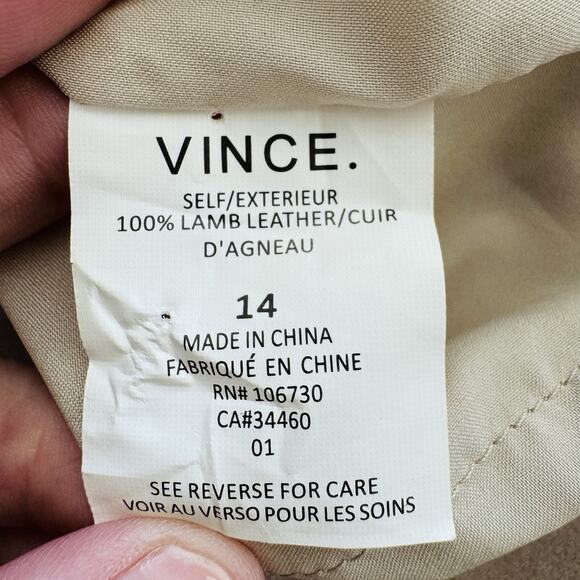 VINCE.
SELF/EXTERIEUR
100% LAMB LEATHER/CUIR
D'AGNEAU
14
MADE IN CHINA
FABRIQUÉ EN CHINE
RN# 106730
CA#34460
01
SEE REVERSE FOR CARE
VOIR AU VERSO POUR LES SOINS